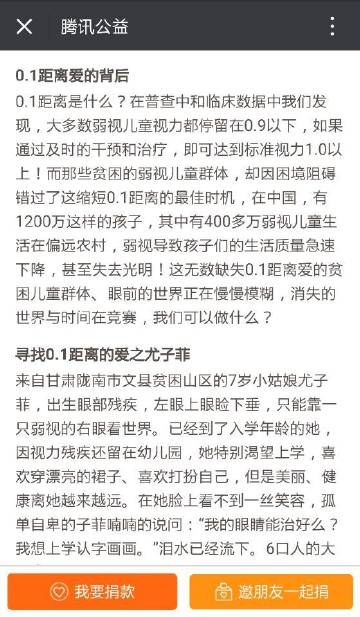 腾讯公益
0.1距离爱的背后
0.1距离是什么？在普查中和临床数据中我们发
现，大多数弱视儿童视力都停留在0.9以下，如果
通过及时的干预和治疗，即可达到标准视力1.0以
上！而那些贫困的弱视儿童群体，却因困境阻碍
错过了这缩短0.1距离的最佳时机，在中国，有
1200万这样的孩子，其中有400多万弱视儿童生
活在偏远农村，弱视导致孩子们的生活质量急速
下降，甚至失去光明！这无数缺失0.1距离爱的贫
困儿童群体、眼前的世界正在慢慢模糊，消失的
世界与时间在竞赛，我们可以做什么？
寻找0.1距离的爱之尤子菲
来自甘肃陇南市文县贫困山区的7岁小姑娘尤子
菲，出生眼部残疾，左眼上眼睑下垂，只能靠一
只弱视的右眼看世界。已经到了入学年龄的她，
因视力残疾还留在幼儿园，她特别渴望上学，喜
欢穿漂亮的裙子、喜欢打扮自己，但是美丽、健
康离她越来越远。在她脸上看不到一丝笑容，孤
单自卑的子菲喃喃的说问：“我的眼睛能治好么？
我想上学认字画画。”泪水已经流下。6口人的大
我要捐款
邀朋友一起捐